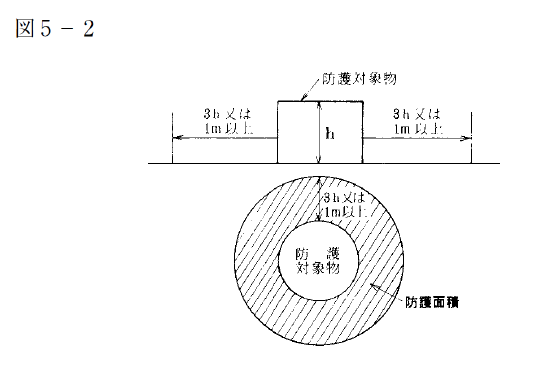 図５－２
防護対象物
3h又は
1m以上
3h又は
1m以上
h
3h又は
1m以上
防護
対象物
防護面積